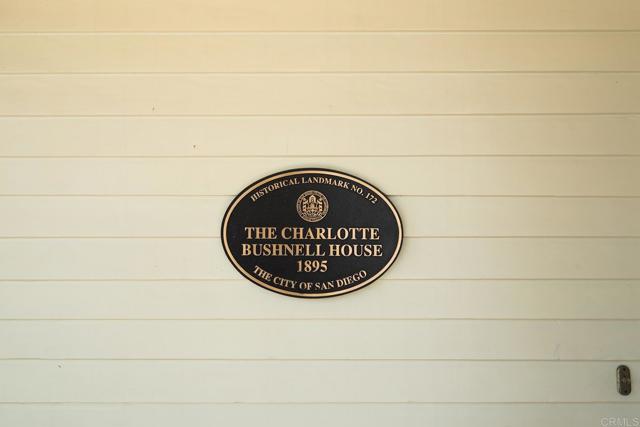 HISTORICAL LANDMARK NO. 172
THE CHARLOTTE
BUSHNELL HOUSE
1895
THE CITY OF SAN DIEGO
CRMLS